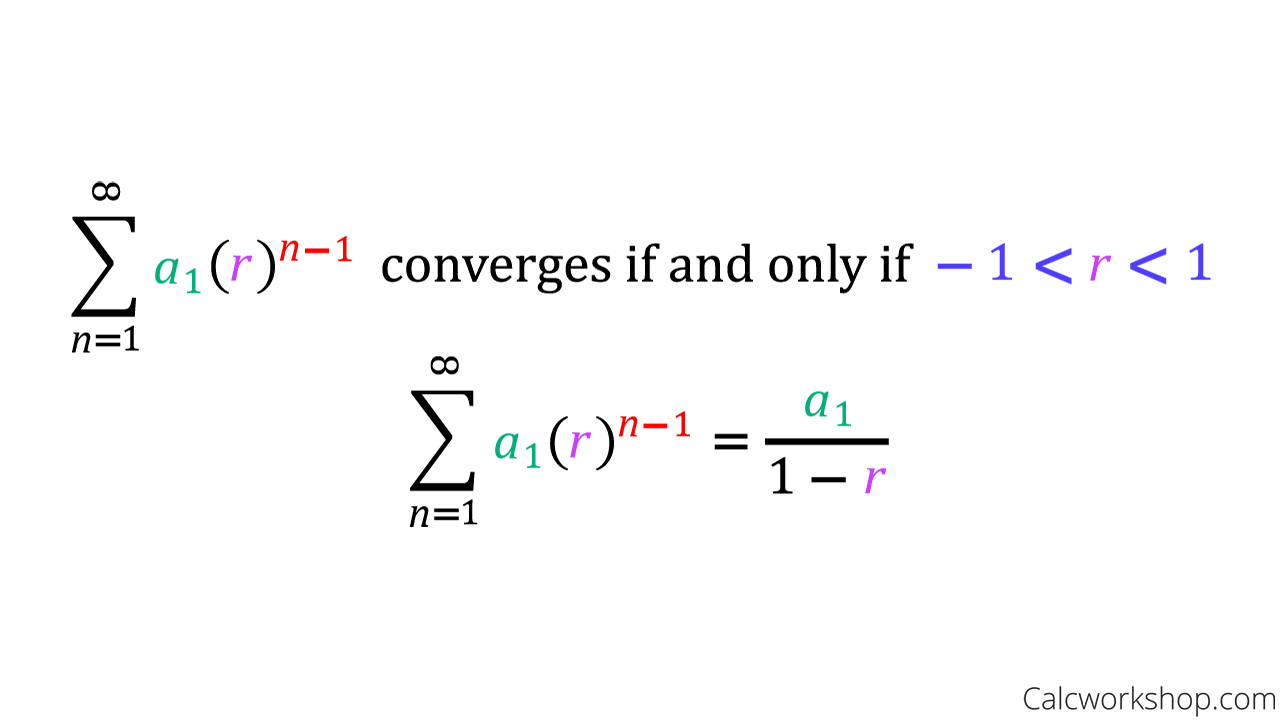 ∞
∑ a₁(r)ⁿ⁻¹ converges if and only if − 1 < r < 1
n=1
∞
∑ a₁(r)ⁿ⁻¹ = a₁ / 1 − r
n=1
Calcworkshop.com